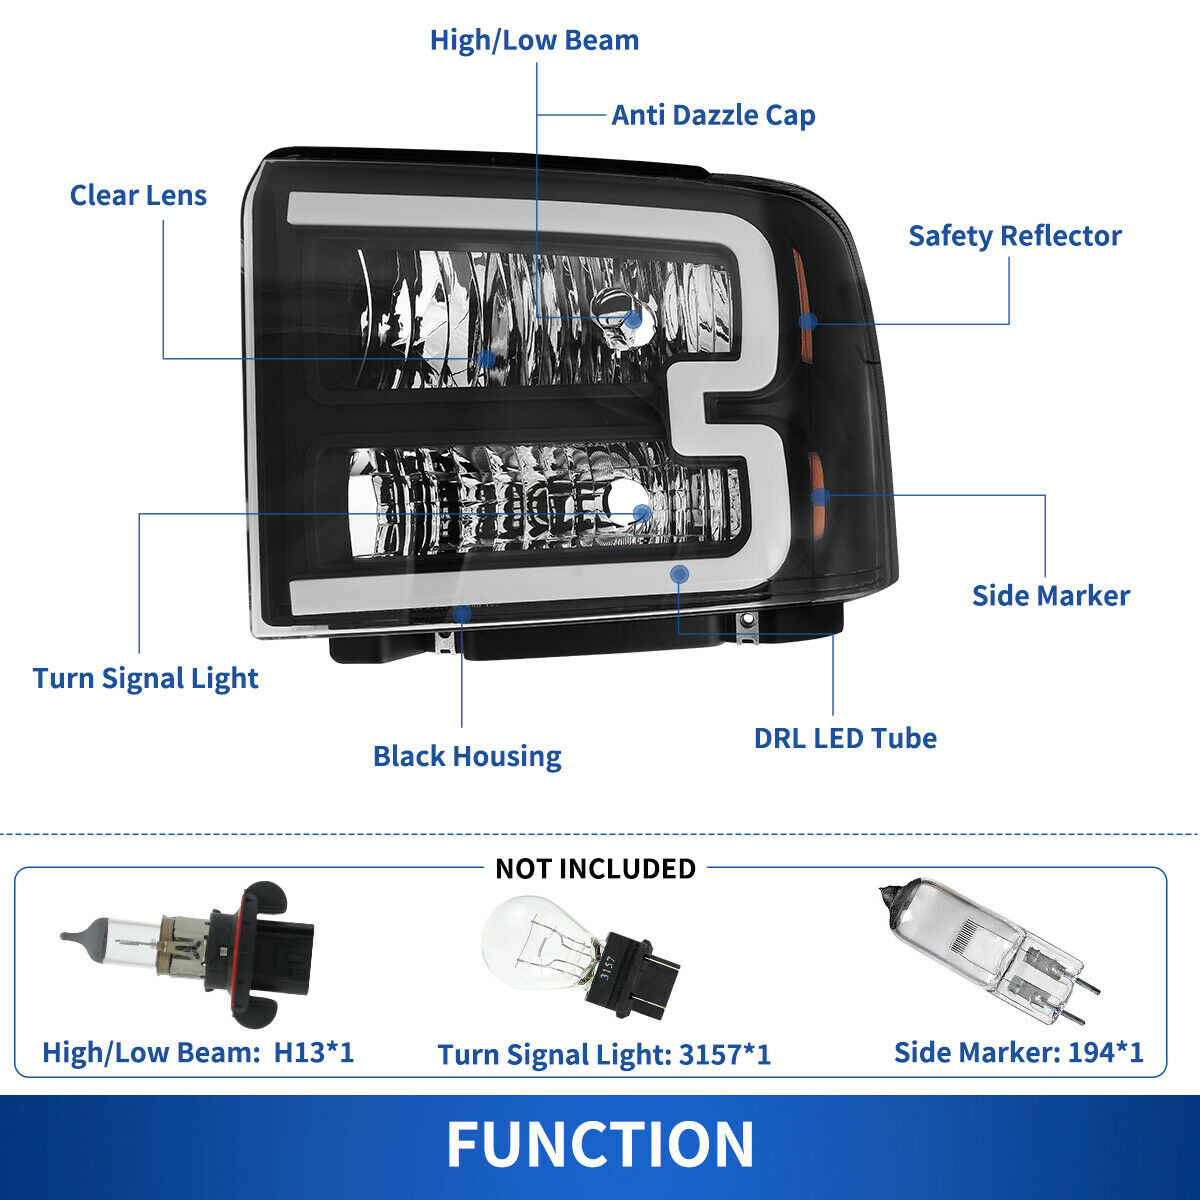 High/Low Beam
Anti Dazzle Cap
Clear Lens
Safety Reflector
Side Marker
Turn Signal Light
DRL LED Tube
Black Housing
NOT INCLUDED
3157
High/Low Beam: H13*1
Turn Signal Light: 3157*1
Side Marker: 194*1
FUNCTION